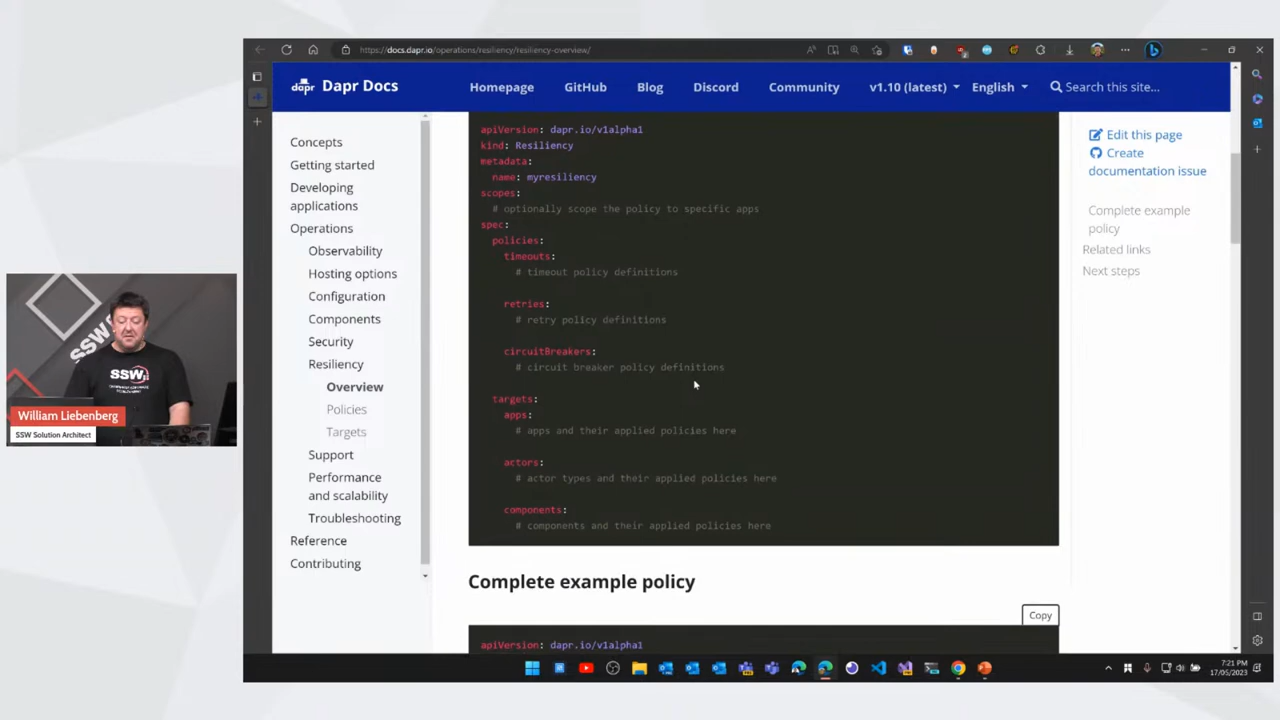 https://docs.dapr.io/operations/resiliency/resiliency-overview/
dapr Dapr Docs
Homepage
GitHub
Blog
Discord
Community
v1.10 (latest)
English
Search this site...
Concepts
Getting started
Developing
applications
Operations
Observability
Hosting options
Configuration
Components
Security
Resiliency
Overview
Policies
Targets
Support
Performance
and scalability
Troubleshooting
Reference
Contributing
apiVersion: dapr.io/v1alpha1
kind: Resiliency
metadata:
name: myresiliency
scopes:
# optionally scope the policy to specific apps
spec:
policies:
timeouts:
# timeout policy definitions
retries:
# retry policy definitions
circuitBreakers:
# circuit breaker policy definitions
targets:
apps:
# apps and their applied policies here
actors:
# actor types and their applied policies here
components:
# components and their applied policies here
Complete example policy
Copy
apiVersion: dapr.io/v1alpha1
Edit this page
Create
documentation issue
Complete example
policy
Related links
Next steps
SSW
SSW
William Liebenberg
SSW Solution Architect
7:21 PM
17/05/2023